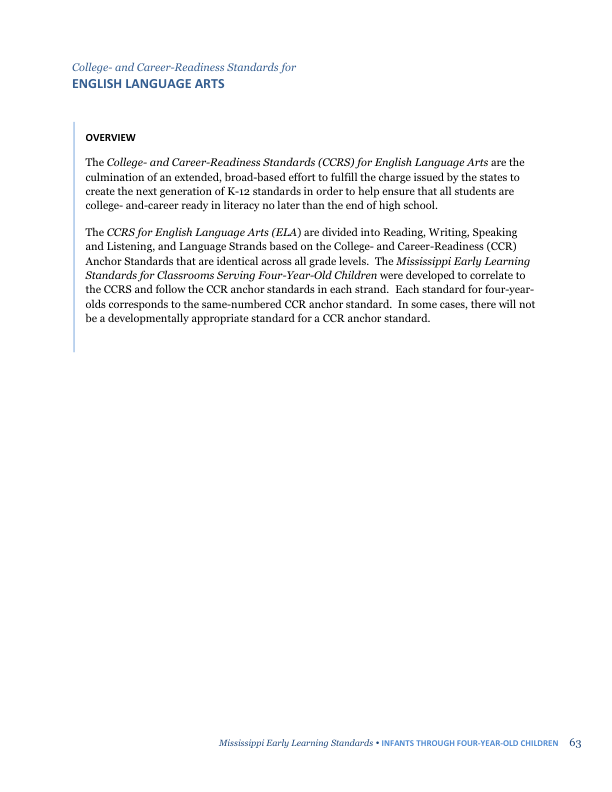 College- and Career-Readiness Standards for
ENGLISH LANGUAGE ARTS
OVERVIEW
The College- and Career-Readiness Standards (CCRS) for English Language Arts are the
culmination of an extended, broad-based effort to fulfill the charge issued by the states to
create the next generation of K-12 standards in order to help ensure that all students are
college- and-career ready in literacy no later than the end of high school.
The CCRS for English Language Arts (ELA) are divided into Reading, Writing, Speaking
and Listening, and Language Strands based on the College- and Career-Readiness (CCR)
Anchor Standards that are identical across all grade levels. The Mississippi Early Learning
Standards for Classrooms Serving Four-Year-Old Children were developed to correlate to
the CCRS and follow the CCR anchor standards in each strand. Each standard for four-year-
olds corresponds to the same-numbered CCR anchor standard. In some cases, there will not
be a developmentally appropriate standard for a CCR anchor standard.
Mississippi Early Learning Standards • INFANTS THROUGH FOUR-YEAR-OLD CHILDREN 63